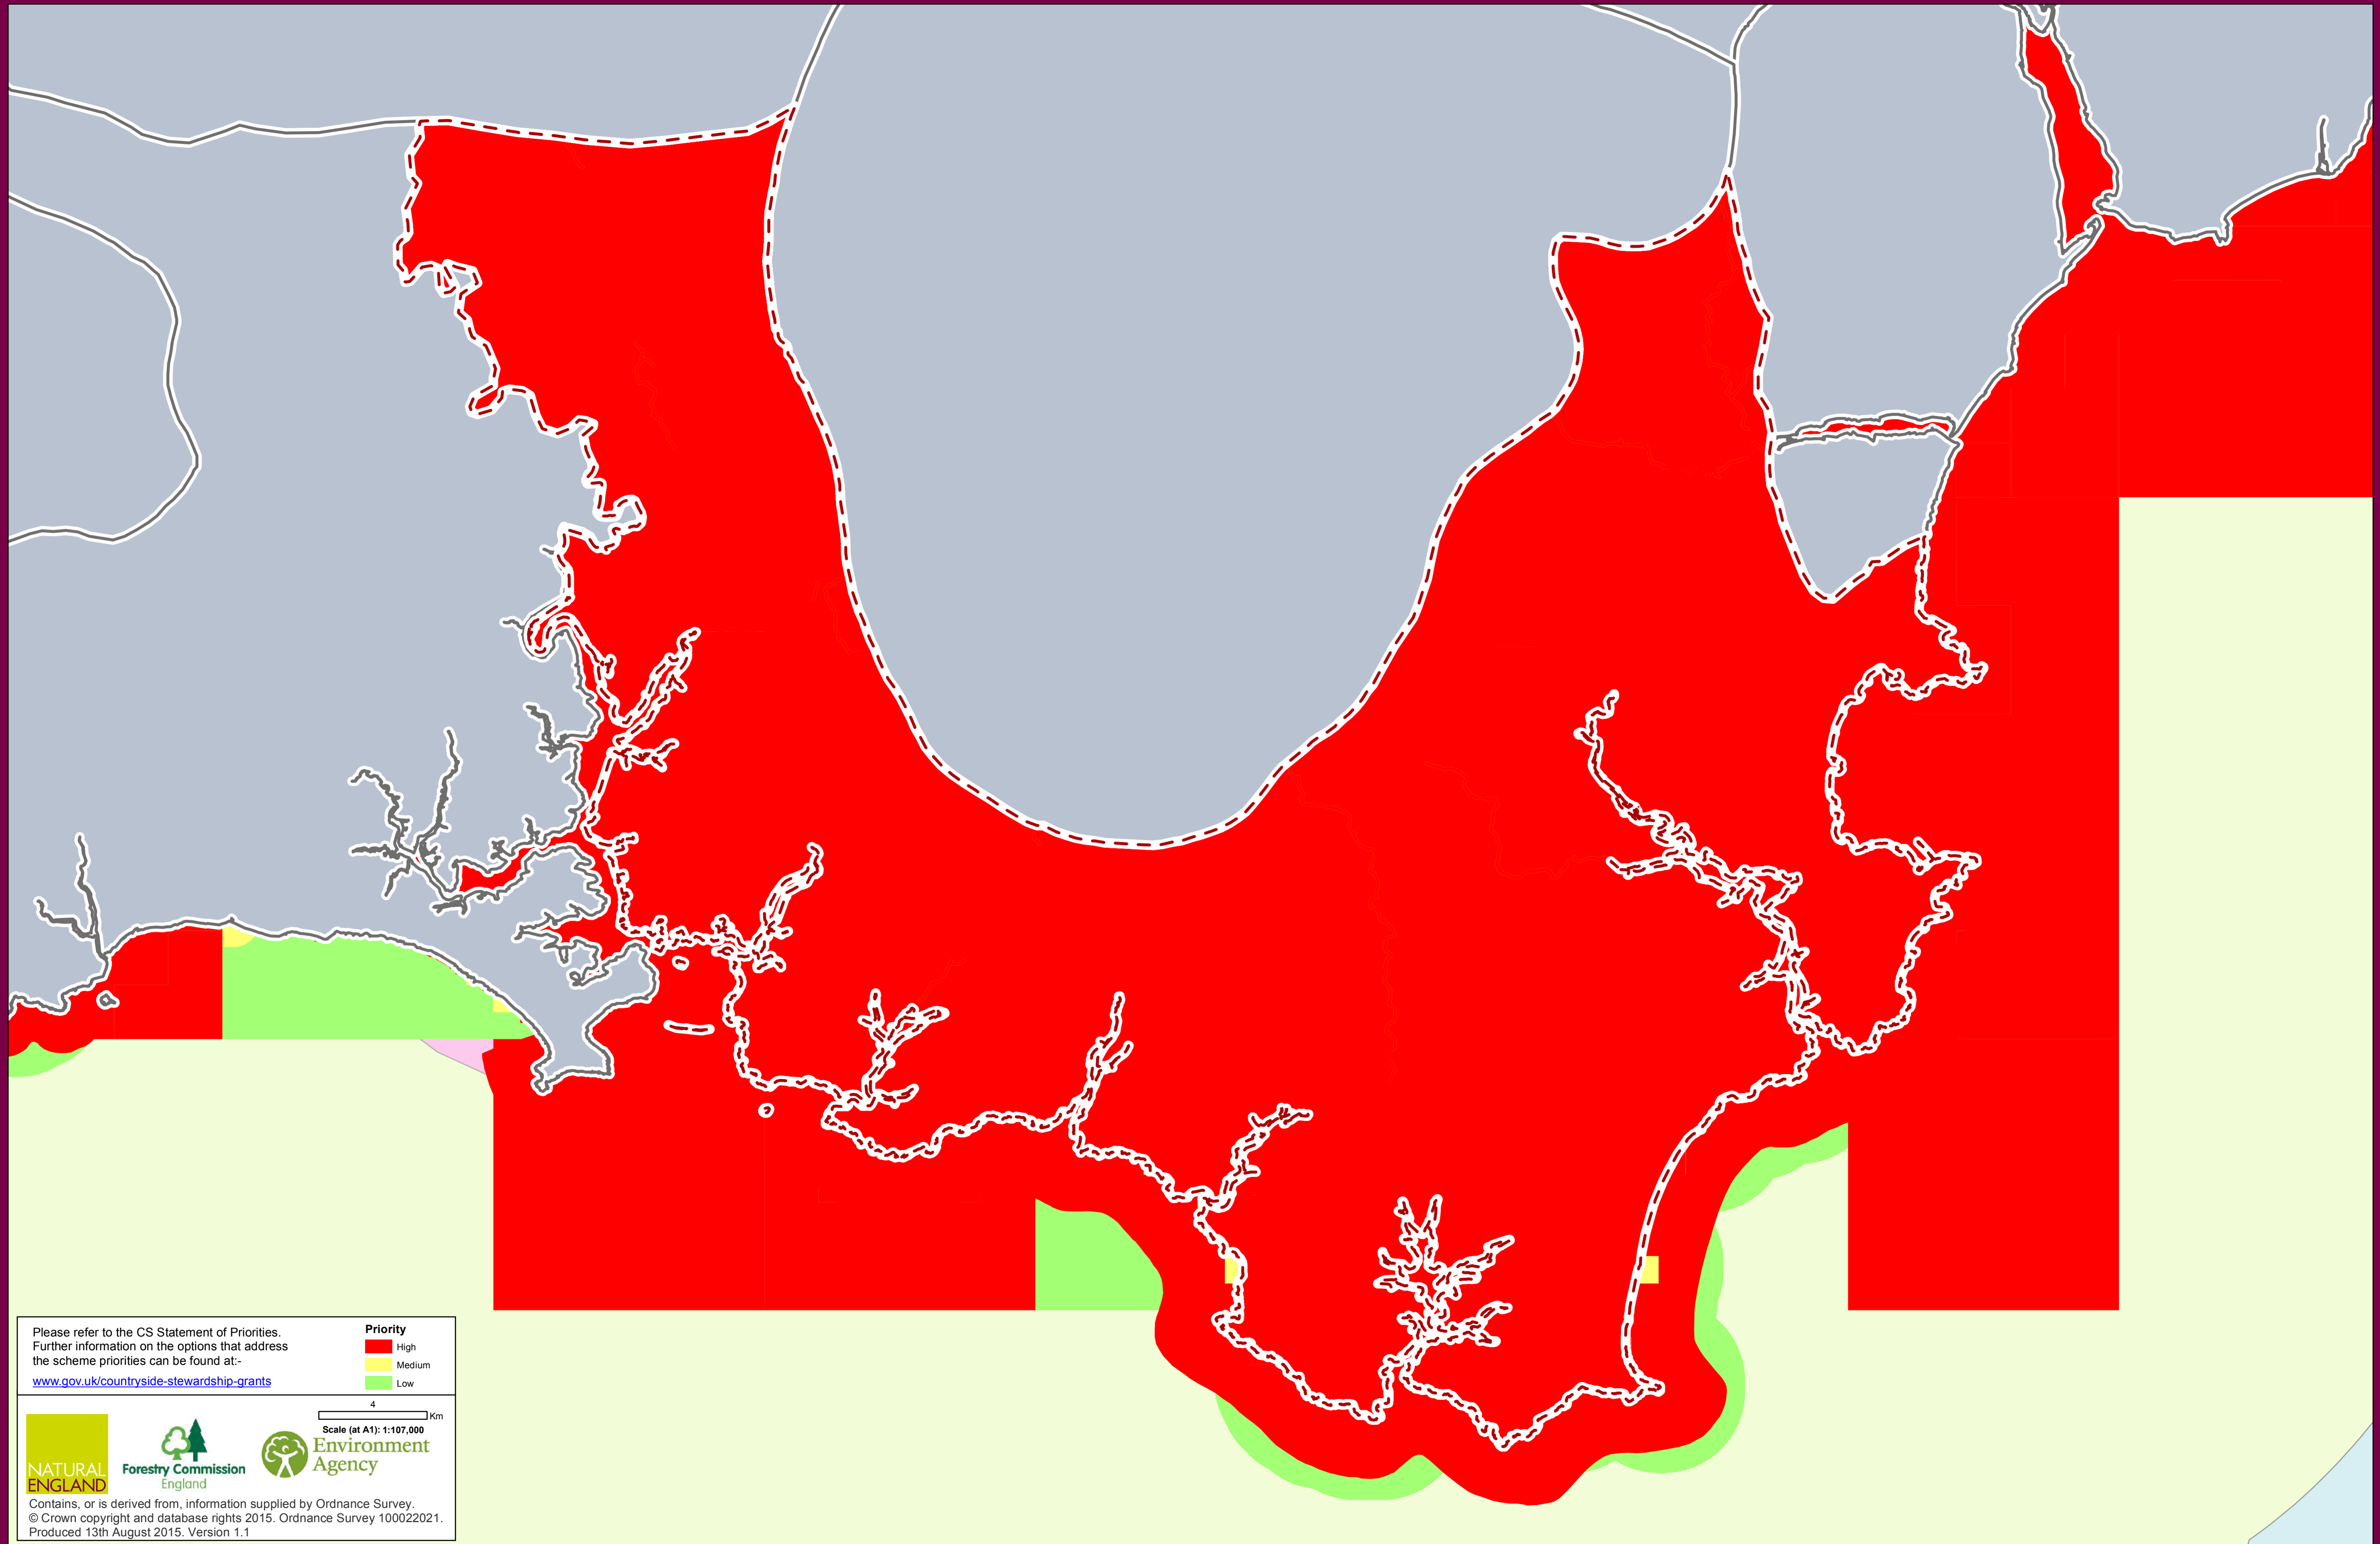 Please refer to the CS Statement of Priorities.
Further information on the options that address
the scheme priorities can be found at:-
www.gov.uk/countryside-stewardship-grants
Priority
High
Medium
Low
4
Km
Scale (at A1): 1:107,000
NATURAL
ENGLAND
Forestry Commission
England
Environment
Agency
Contains, or is derived from, information supplied by Ordnance Survey.
© Crown copyright and database rights 2015. Ordnance Survey 100022021.
Produced 13th August 2015. Version 1.1